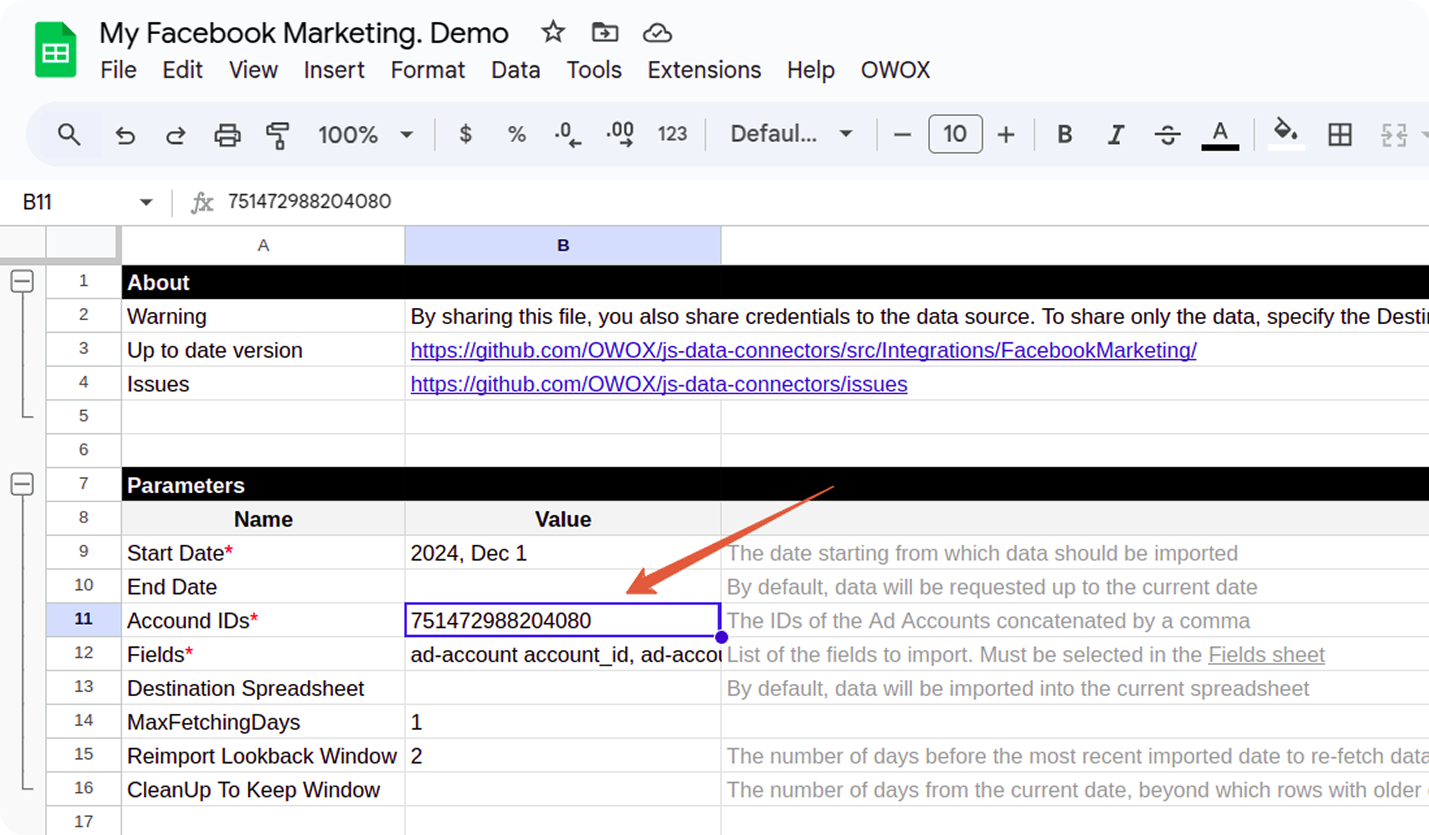 My Facebook Marketing. Demo
File Edit View Insert Format Data Tools Extensions Help OWOX
100% $ % .0 .00 123 Defaul... 10 B I S A
B11 fx 751472988204080
A B
1 About
2 Warning By sharing this file, you also share credentials to the data source. To share only the data, specify the
3 Up to date version https://github.com/OWOX/js-data-connectors/src/Integrations/FacebookMarketing/
4 Issues https://github.com/OWOX/js-data-connectors/issues
5
6
7 Parameters
8 Name Value
9 Start Date* 2024, Dec 1 The date starting from which data should be imported
10 End Date By default, data will be requested up to the current date
11 Accound IDs* 751472988204080 The IDs of the Ad Accounts concatenated by a comma
12 Fields* ad-account account_id, List of the fields to import. Must be selected in the Fields sheet
13 Destination Spreadsheet By default, data will be imported into the current spreadsheet
14 MaxFetchingDays 1
15 Reimport Lookback Window 2 The number of days before the most recent imported date to re-fetch data
16 CleanUp To Keep Window The number of days from the current date, beyond which rows with older
17